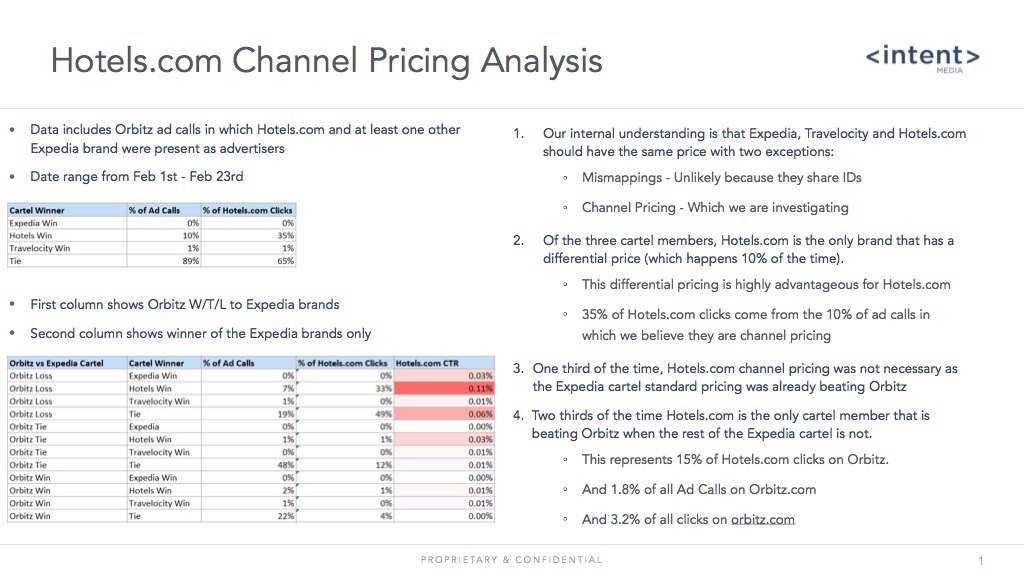 Hotels.com Channel Pricing Analysis
<intent>
MEDIA
• Data includes Orbitz ad calls in which Hotels.com and at least one other
Expedia brand were present as advertisers
• Date range from Feb 1st - Feb 23rd
Cartel Winner % of Ad Calls % of Hotels.com Clicks
Expedia Win 0% 0%
Hotels Win 10% 35%
Travelocity Win 1% 1%
Tie 89% 65%
• First column shows Orbitz W/T/L to Expedia brands
• Second column shows winner of the Expedia brands only
Orbitz vs Expedia Cartel Cartel Winner % of Ad Calls % of Hotels.com Clicks Hotels.com CTR
Orbitz Loss Expedia Win 0% 0% 0.03%
Orbitz Loss Hotels Win 7% 33% 0.11%
Orbitz Loss Travelocity Win 1% 0% 0.01%
Orbitz Loss Tie 19% 49% 0.06%
Orbitz Tie Expedia 0% 0% 0.00%
Orbitz Tie Hotels Win 1% 1% 0.03%
Orbitz Tie Travelocity Win 0% 0% 0.01%
Orbitz Tie Tie 48% 12% 0.01%
Orbitz Win Expedia Win 0% 0% 0.00%
Orbitz Win Hotels Win 2% 1% 0.01%
Orbitz Win Travelocity Win 1% 0% 0.01%
Orbitz Win Tie 22% 4% 0.00%
1. Our internal understanding is that Expedia, Travelocity and Hotels.com
should have the same price with two exceptions:
◦ Mismappings - Unlikely because they share IDs
◦ Channel Pricing - Which we are investigating
2. Of the three cartel members, Hotels.com is the only brand that has a
differential price (which happens 10% of the time).
◦ This differential pricing is highly advantageous for Hotels.com
◦ 35% of Hotels.com clicks come from the 10% of ad calls in
which we believe they are channel pricing
3. One third of the time, Hotels.com channel pricing was not necessary as
the Expedia cartel standard pricing was already beating Orbitz
4. Two thirds of the time Hotels.com is the only cartel member that is
beating Orbitz when the rest of the Expedia cartel is not.
◦ This represents 15% of Hotels.com clicks on Orbitz.
◦ And 1.8% of all Ad Calls on Orbitz.com
◦ And 3.2% of all clicks on orbitz.com
PROPRIETARY & CONFIDENTIAL
1